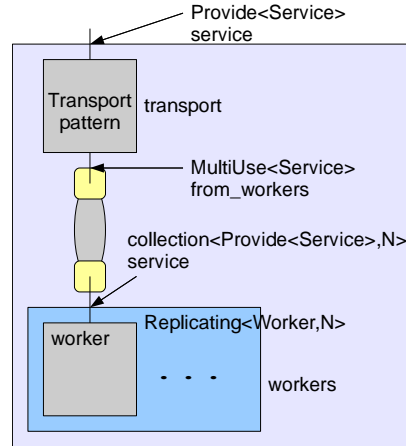 Provide<Service>
service
Transport
pattern
transport
MultiUse<Service>
from_workers
collection<Provide<Service>,N>
service
Replicating<Worker,N>
worker
. . .
workers